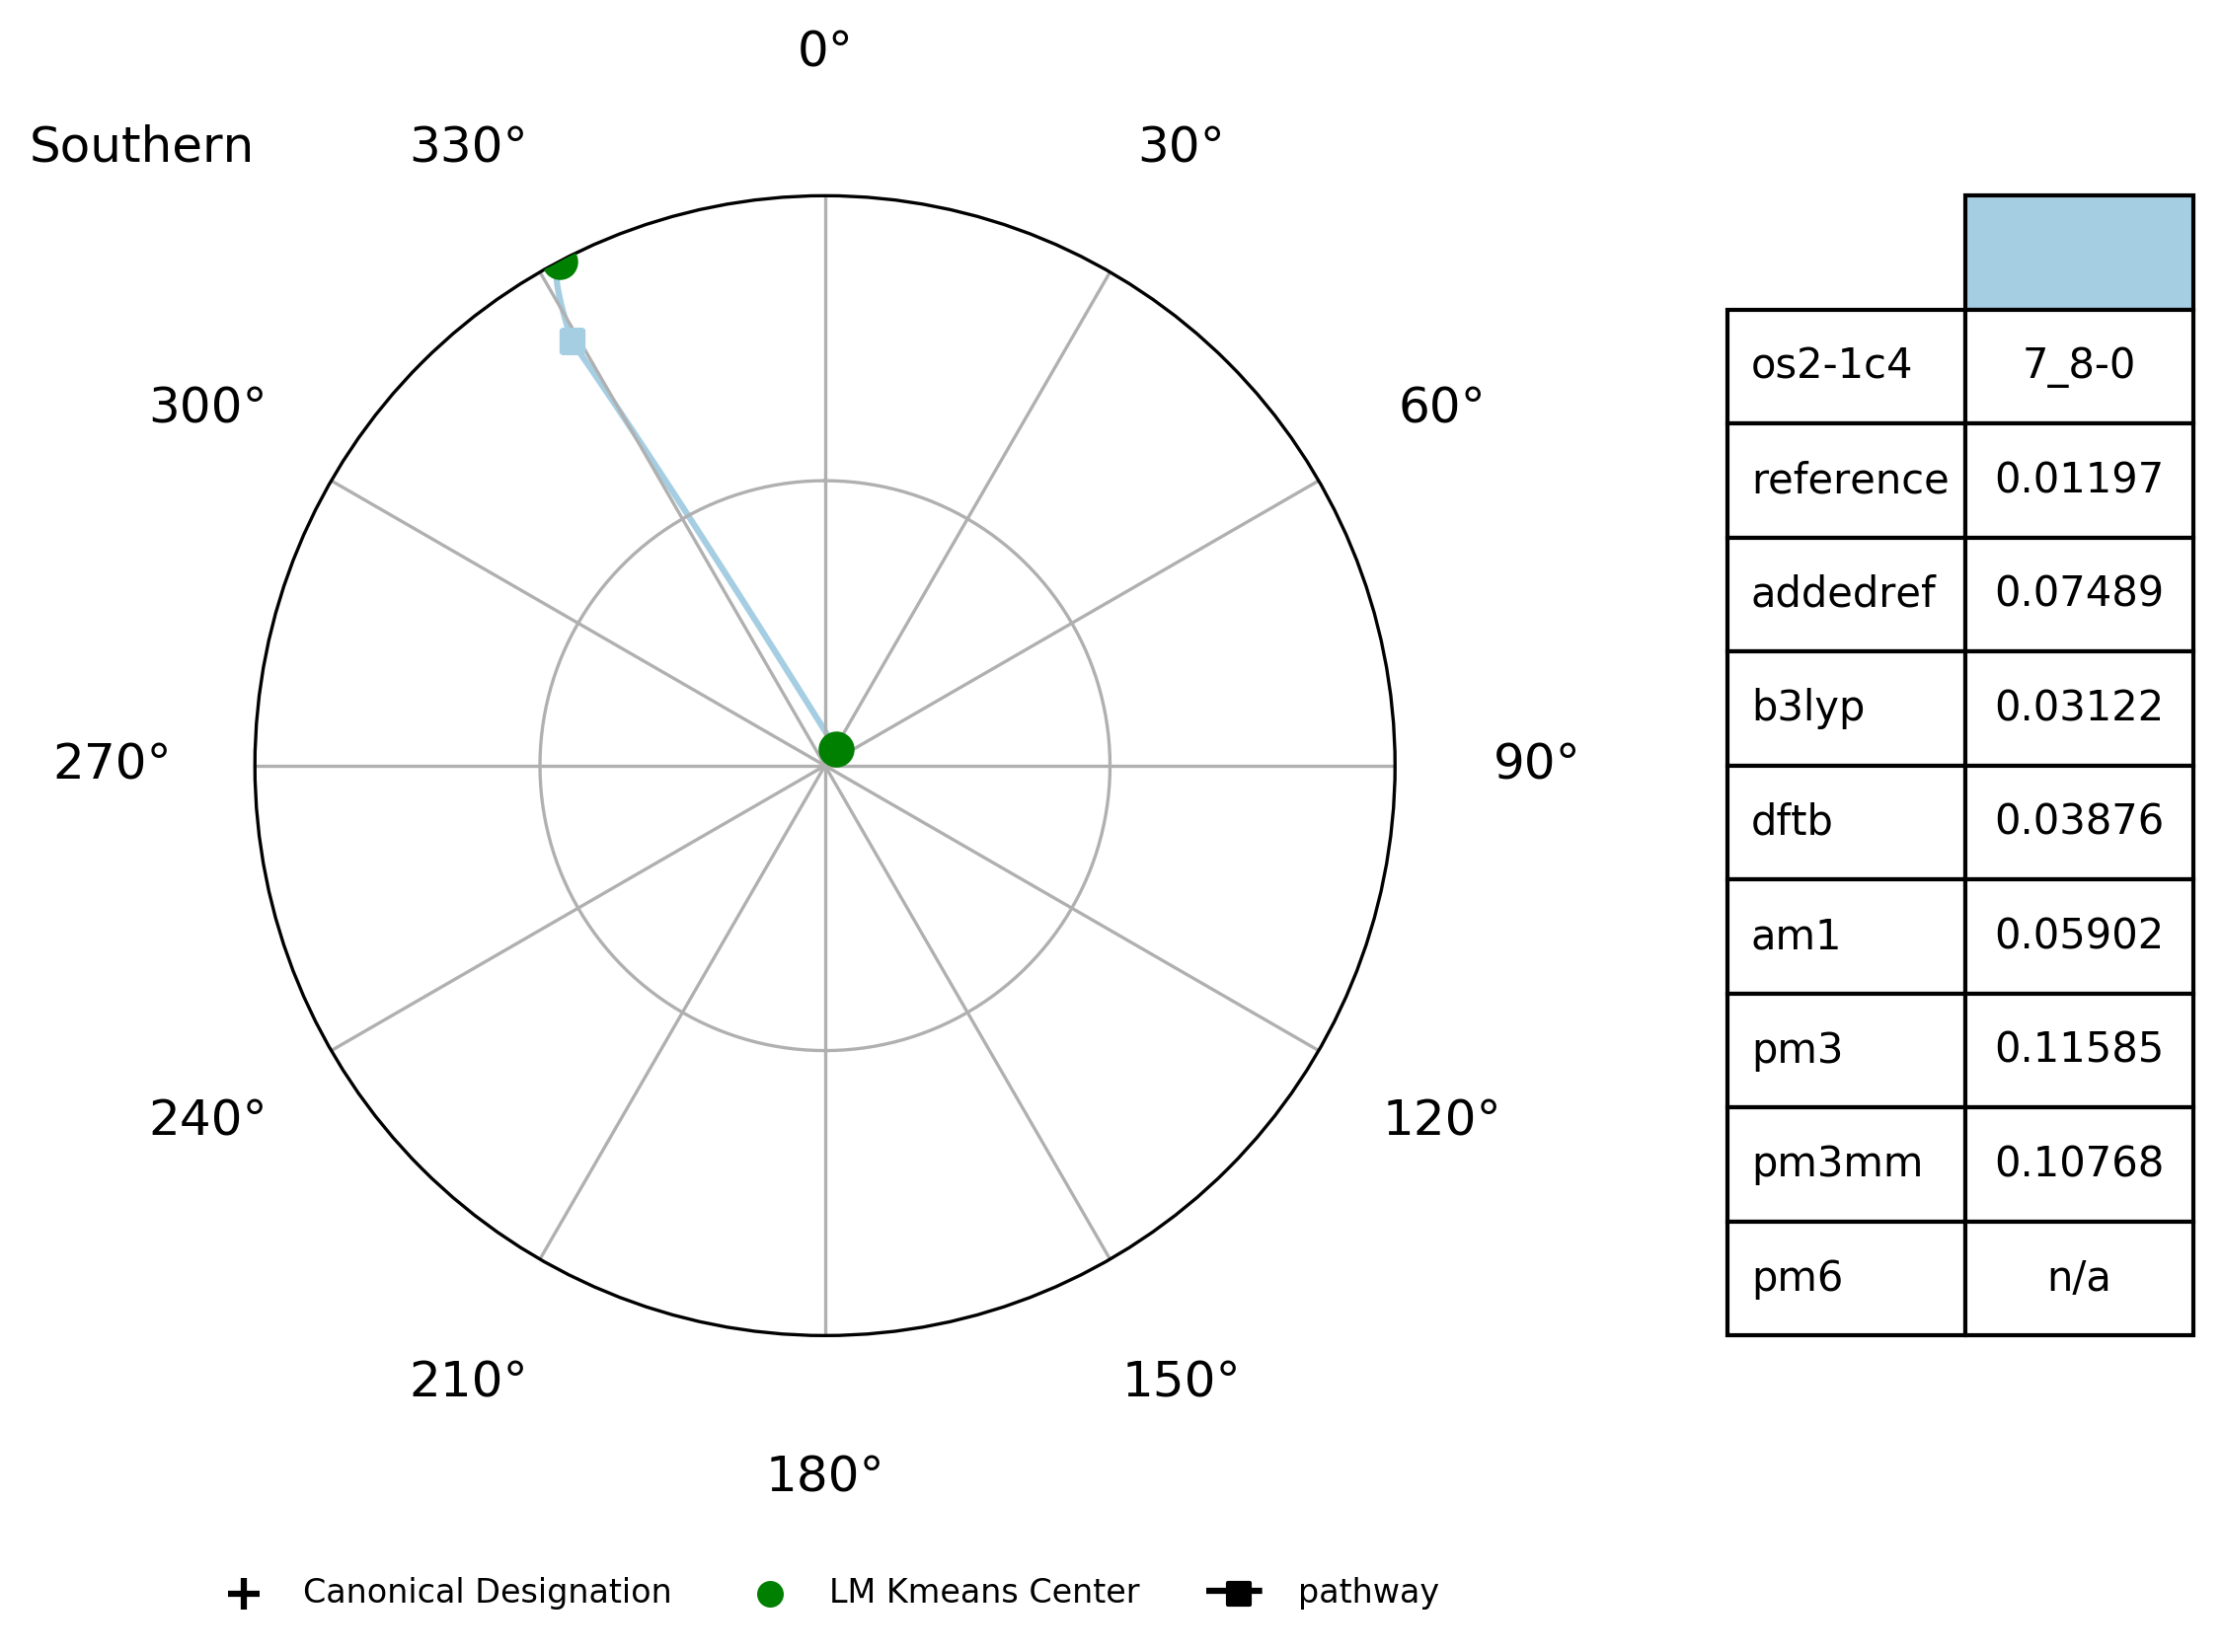 0°
Southern
330°
30°
300°
60°
270°
90°
240°
120°
210°
150°
180°
os2-1c4 7_8-0
reference 0.01197
addedref 0.07489
b3lyp 0.03122
dftb 0.03876
am1 0.05902
pm3 0.11585
pm3mm 0.10768
pm6 n/a
Canonical Designation
LM Kmeans Center
pathway